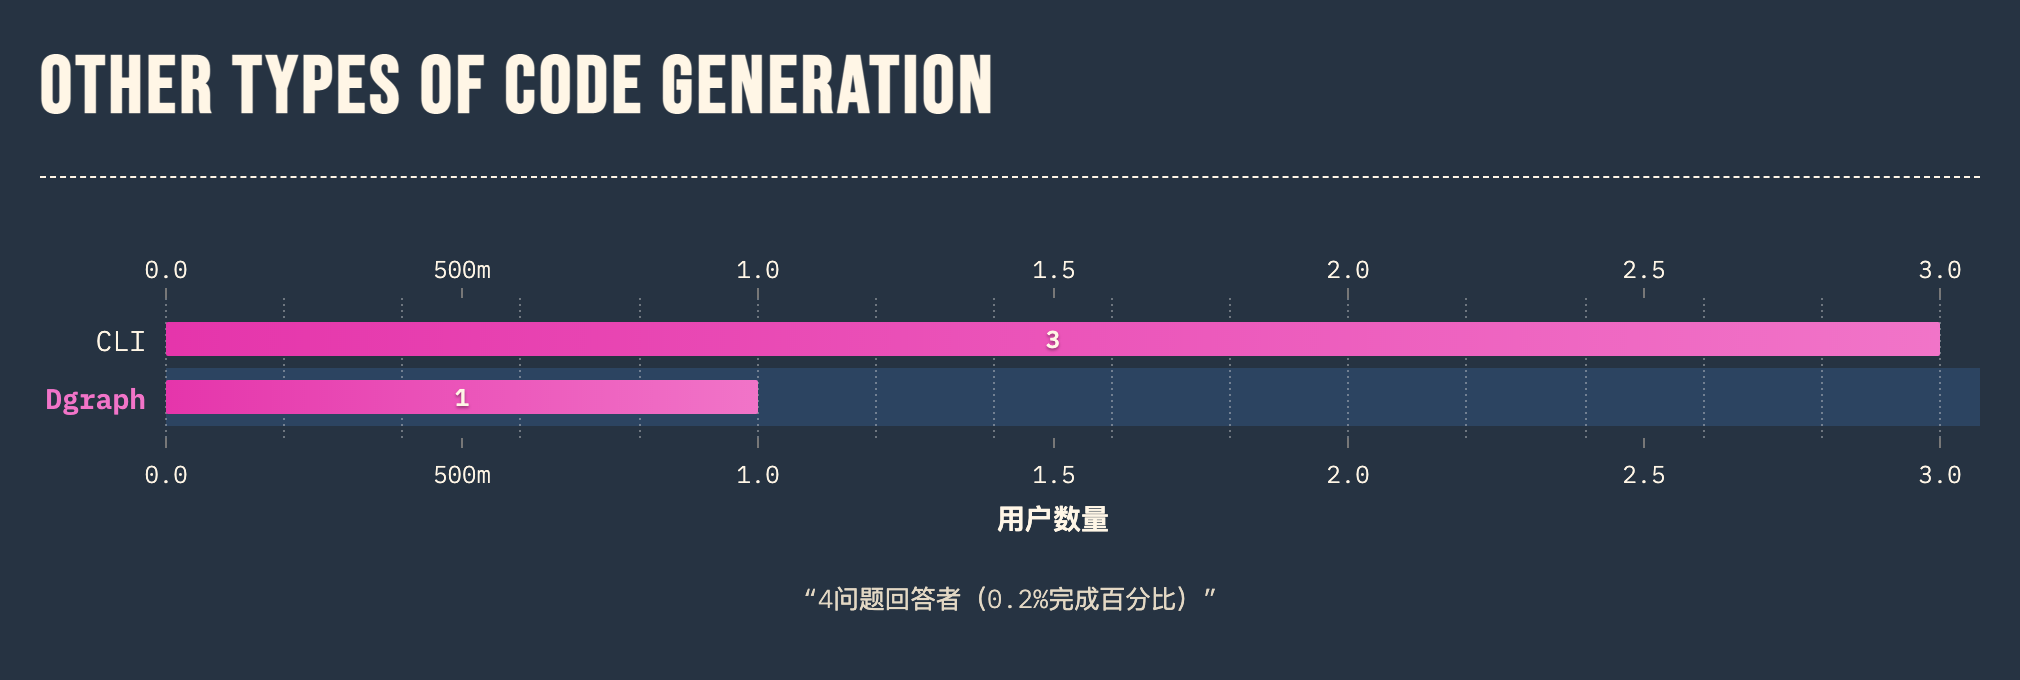 OTHER TYPES OF CODE GENERATION
0.0 500m 1.0 1.5 2.0 2.5 3.0
CLI 3
Dgraph 1
0.0 500m 1.0 1.5 2.0 2.5 3.0
用户数量
“4问题回答者（0.2%完成百分比）”